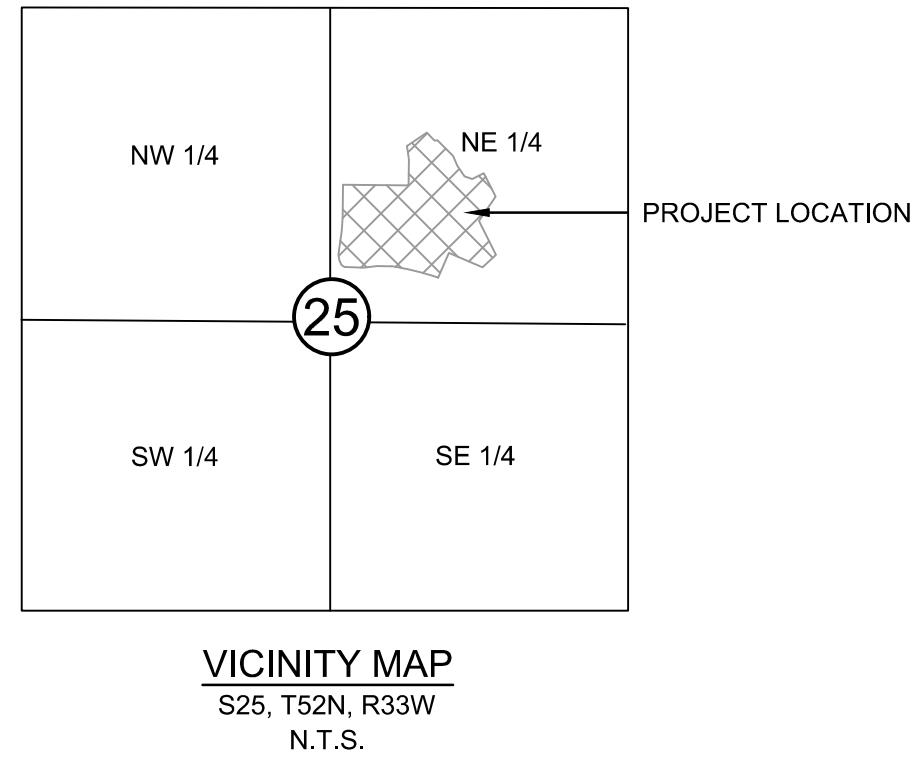 NW 1/4
NE 1/4
PROJECT LOCATION
25
SW 1/4
SE 1/4
VICINITY MAP
S25, T52N, R33W
N.T.S.